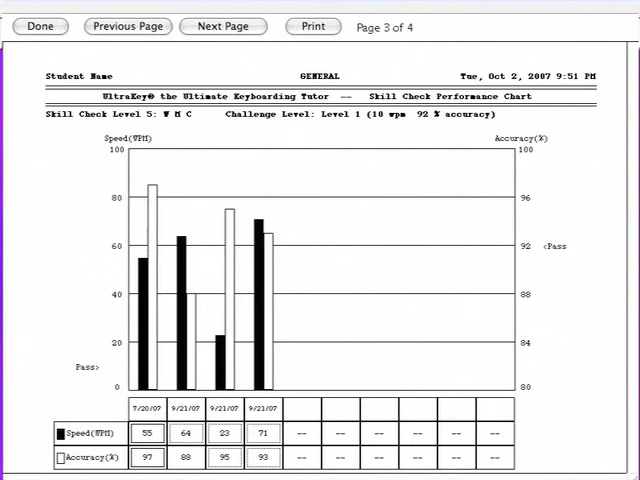 Done Previous Page Next Page Print Page 3 of 4
Student Name GENERAL Tue, Oct 2, 2007 9:51 PM
UltraKey® the Ultimate Keyboarding Tutor -- Skill Check Performance Chart
Skill Check Level 5: W M C Challenge Level: Level 1 (10 wpm 92 % accuracy)
Speed(WPM) Accuracy(%)
100 100
80 96
60 92 <Pass
40 88
20 84
Pass>
0 80
7/20/07 9/21/07 9/21/07 9/21/07
Speed(WPM) 55 64 23 71 -- -- -- -- -- --
Accuracy(%) 97 88 95 93 -- -- -- -- -- --